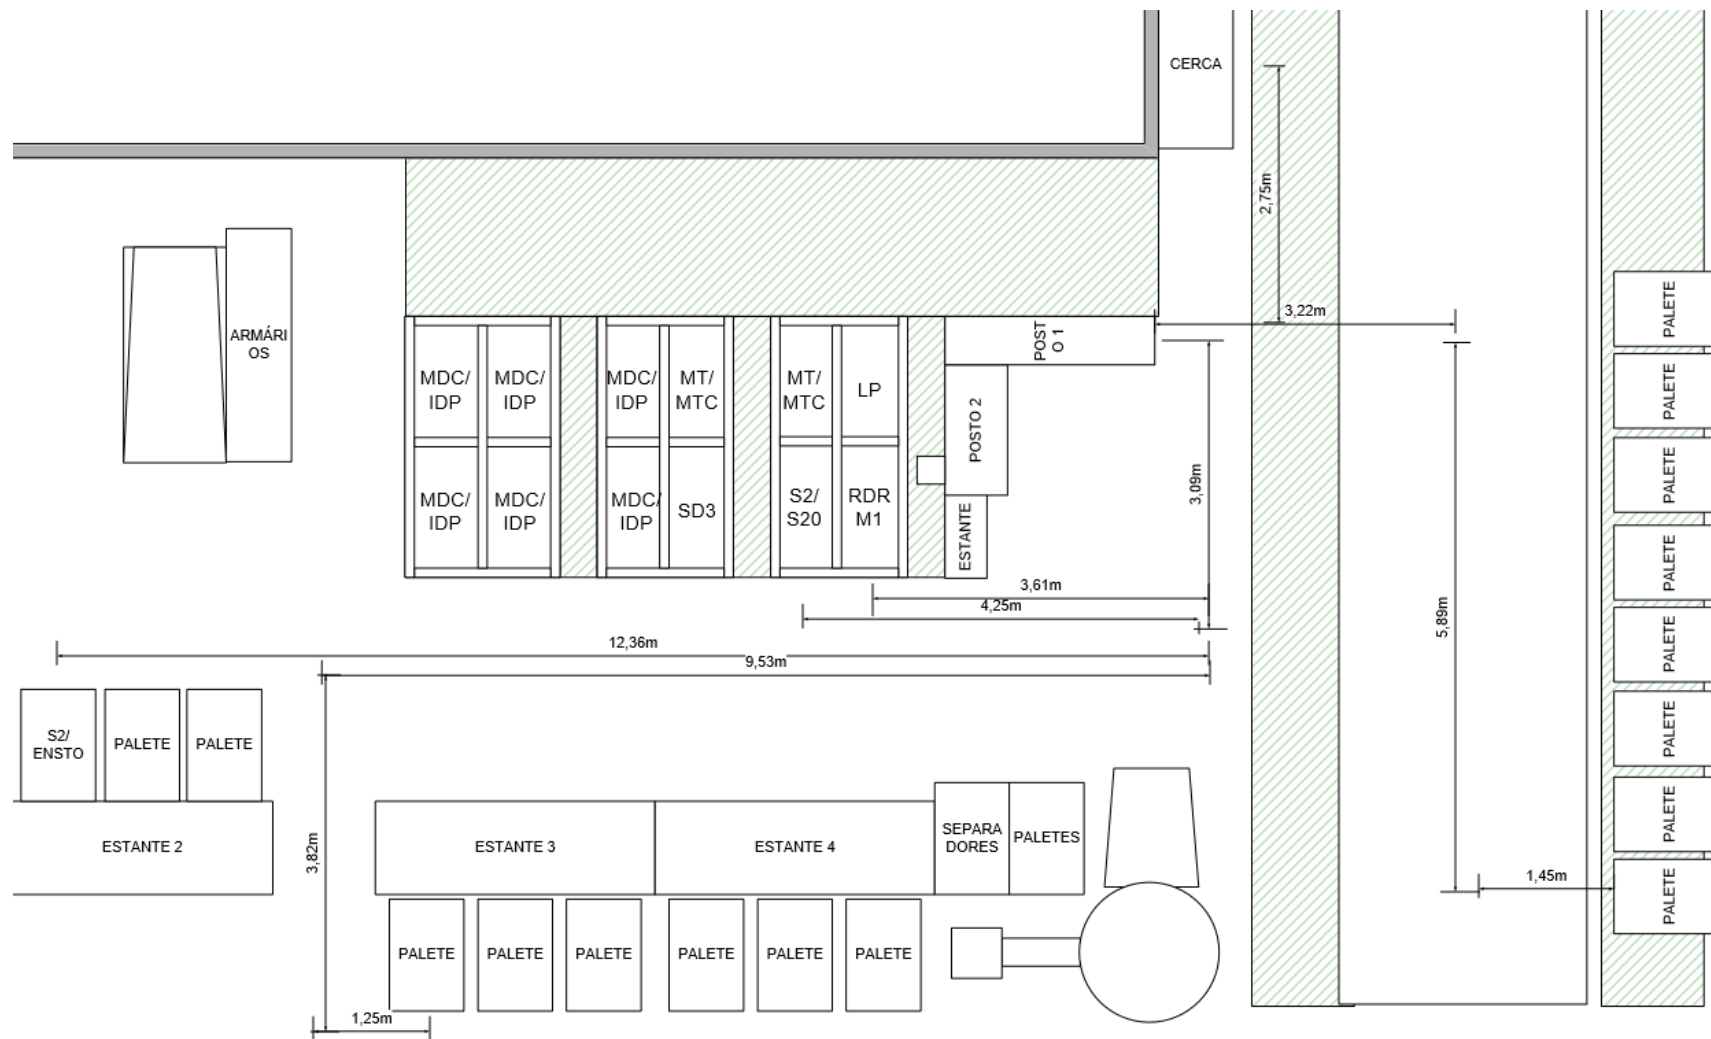 CERCA
2,75m
3,22m
ARMÁRI
OS
POST
O 1
MDC/
IDP
MDC/
IDP
MDC/
IDP
MT/
MTC
MT/
MTC
LP
POSTO 2
MDC/
IDP
MDC/
IDP
MDC/
IDP
SD3
S2/
S20
RDR
M1
ESTANTE
3,09m
5,89m
PALETE
PALETE
PALETE
PALETE
PALETE
PALETE
PALETE
PALETE
3,61m
4,25m
12,36m
9,53m
S2/
ENSTO
PALETE
PALETE
ESTANTE 2
3,82m
ESTANTE 3
ESTANTE 4
SEPARA
DORES
PALETES
1,45m
PALETE
PALETE
PALETE
PALETE
PALETE
PALETE
1,25m